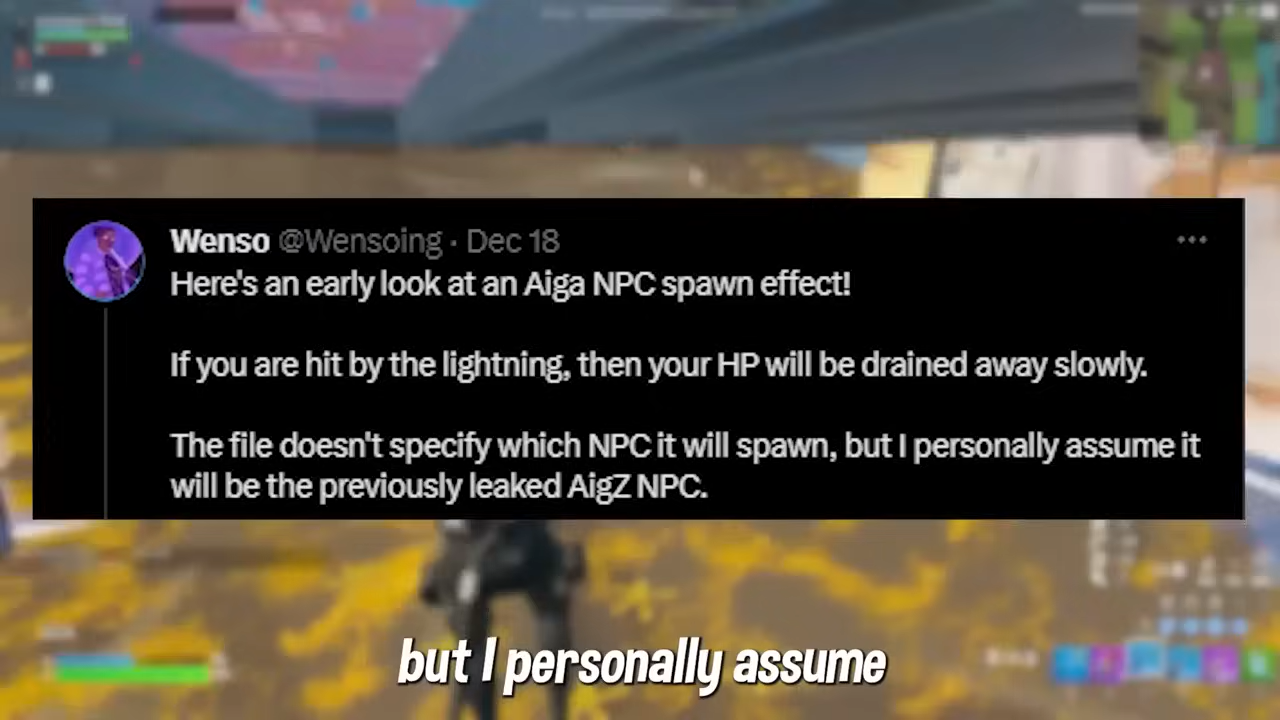 Wenso @Wensoing · Dec 18
Here's an early look at an Aiga NPC spawn effect!
If you are hit by the lightning, then your HP will be drained away slowly.
The file doesn't specify which NPC it will spawn, but I personally assume it
will be the previously leaked AigZ NPC.
but I personally assume